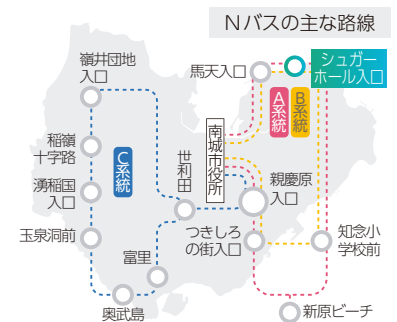 Nバスの主な路線
嶺井団地
入口
馬天入口
シュガー
ホール入口
A系統
B系統
稲嶺
十字路
C系統
世利田
南城市役所
湧稲国
入口
親慶原
入口
玉泉洞前
つきしろ
の街入口
知念小
学校前
富里
奥武島
新原ビーチ